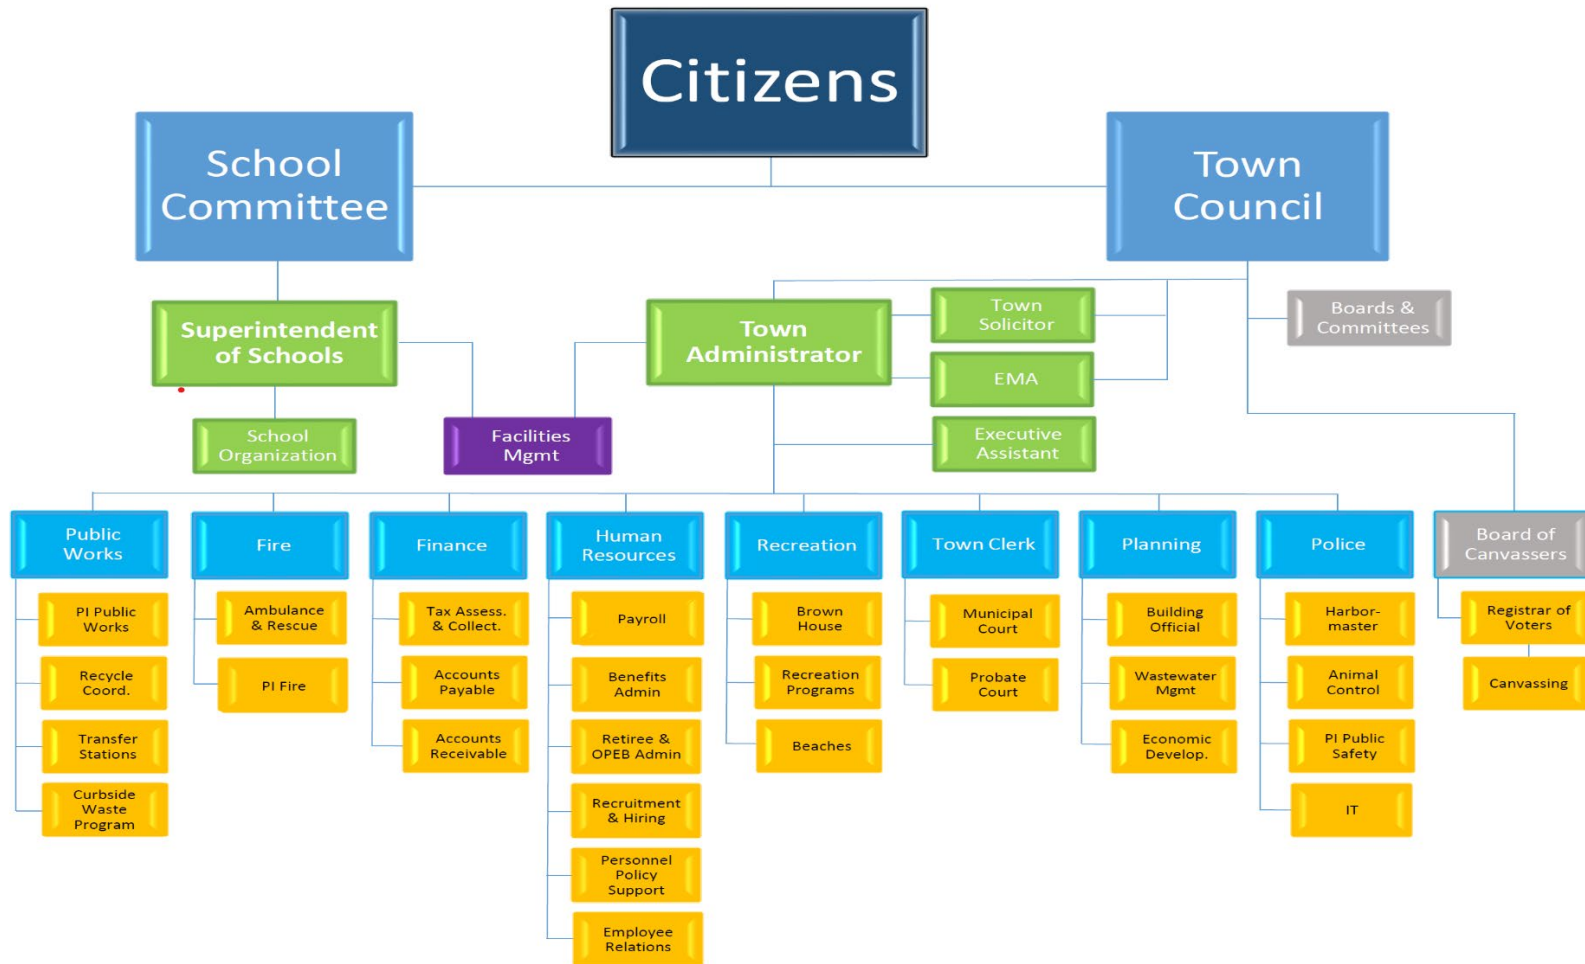 Citizens
School
Committee
Town
Council
Superintendent
of Schools
Town
Administrator
Town
Solicitor
Boards &
Committees
EMA
School
Organization
Facilities
Mgmt
Executive
Assistant
Public
Works
Fire
Finance
Human
Resources
Recreation
Town Clerk
Planning
Police
Board of
Canvassers
PI Public
Works
Recycle
Coord.
Transfer
Stations
Curbside
Waste
Program
Ambulance
& Rescue
PI Fire
Tax Assess.
& Collect.
Accounts
Payable
Accounts
Receivable
Payroll
Benefits
Admin
Retiree &
OPEB Admin
Recruitment
& Hiring
Personnel
Policy
Support
Employee
Relations
Brown
House
Recreation
Programs
Beaches
Municipal
Court
Probate
Court
Building
Official
Wastewater
Mgmt
Economic
Develop.
Harbor-
master
Animal
Control
PI Public
Safety
IT
Registrar of
Voters
Canvassing